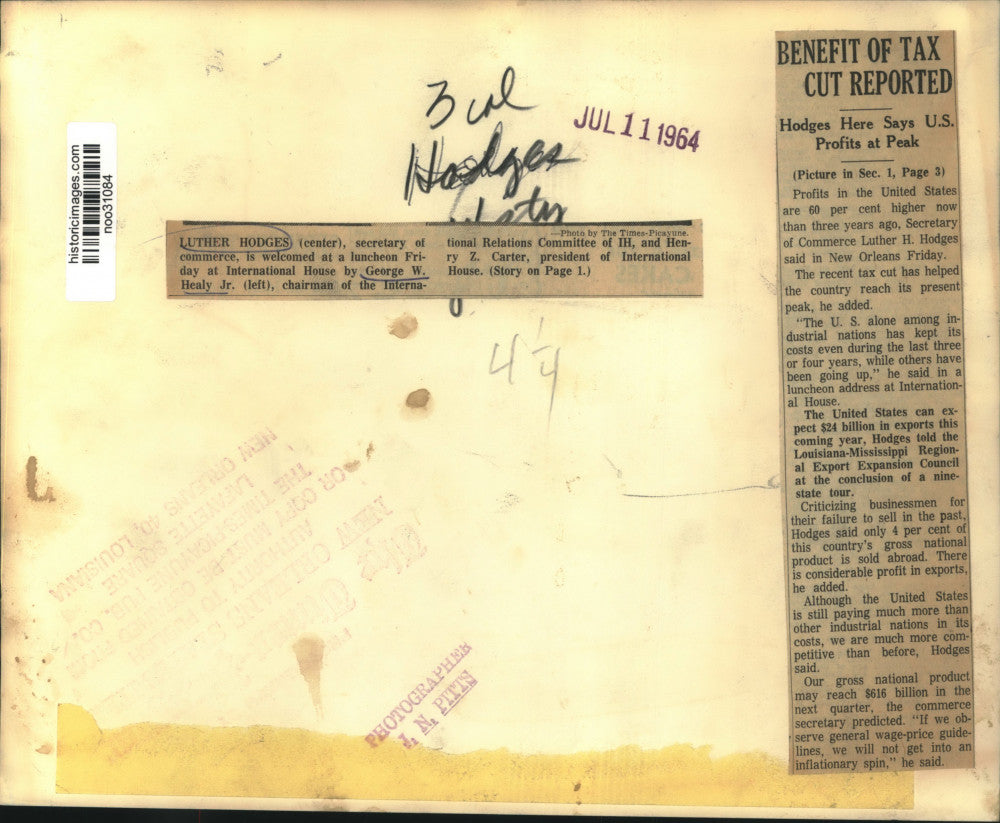 historicimages.com
noo31084
3 col
Hodges
JUL 11 1964
—Photo by The Times-Picayune.
LUTHER HODGES (center), secretary of
commerce, is welcomed at a luncheon Fri-
day at International House by George W.
Healy Jr. (left), chairman of the Interna-
tional Relations Committee of IH, and Hen-
ry Z. Carter, president of International
House. (Story on Page 1.)
4 1/4
NEW ORLEANS 40, LOUISIANA
PHOTOGRAPHER
J. N. PITTS
BENEFIT OF TAX
CUT REPORTED
Hodges Here Says U.S.
Profits at Peak
(Picture in Sec. 1, Page 3)
Profits in the United States
are 60 per cent higher now
than three years ago, Secretary
of Commerce Luther H. Hodges
said in New Orleans Friday.
The recent tax cut has helped
the country reach its present
peak, he added.
"The U. S. alone among in-
dustrial nations has kept its
costs even during the last three
or four years, while others have
been going up," he said in a
luncheon address at Internation-
al House.
The United States can ex-
pect $24 billion in exports this
coming year, Hodges told the
Louisiana-Mississippi Region-
al Export Expansion Council
at the conclusion of a nine-
state tour.
Criticizing businessmen for
their failure to sell in the past,
Hodges said only 4 per cent of
this country's gross national
product is sold abroad. There
is considerable profit in exports,
he added.
Although the United States
is still paying much more than
other industrial nations in its
costs, we are much more com-
petitive than before, Hodges
said.
Our gross national product
may reach $616 billion in the
next quarter, the commerce
secretary predicted. "If we ob-
serve general wage-price guide-
lines, we will not get into an
inflationary spin," he said.